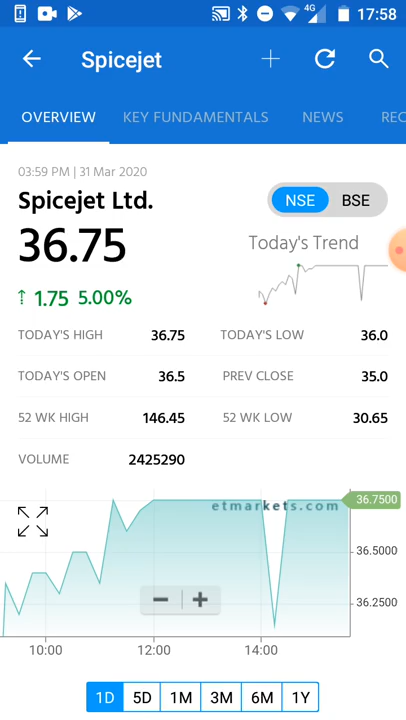 4G 17:58
Spicejet
OVERVIEW KEY FUNDAMENTALS NEWS REC
03:59 PM | 31 Mar 2020
Spicejet Ltd. NSE BSE
36.75 Today's Trend
↑ 1.75 5.00%
TODAY'S HIGH 36.75 TODAY'S LOW 36.0
TODAY'S OPEN 36.5 PREV CLOSE 35.0
52 WK HIGH 146.45 52 WK LOW 30.65
VOLUME 2425290
etmarkets.com 36.7500
36.5000
36.2500
10:00 12:00 14:00
1D 5D 1M 3M 6M 1Y